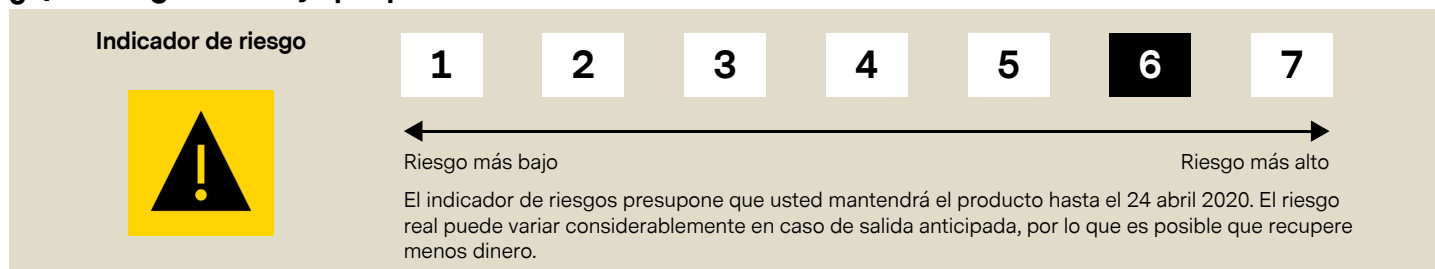 Indicador de riesgo
1 2 3 4 5 6 7
Riesgo más bajo Riesgo más alto
El indicador de riesgos presupone que usted mantendrá el producto hasta el 24 abril 2020. El riesgo
real puede variar considerablemente en caso de salida anticipada, por lo que es posible que recupere
menos dinero.